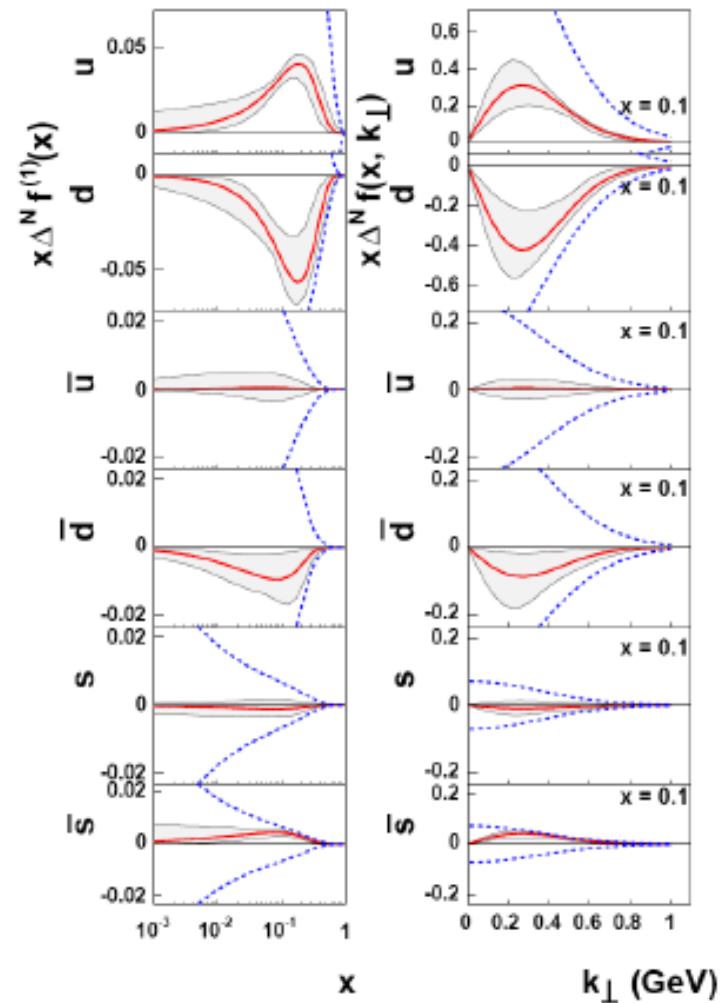 u
0.05
0
x Δᴺ f⁽¹⁾(x)
d
0
-0.05
u̅
0.02
0
-0.02
d̅
0.02
0
-0.02
s
0.02
0
-0.02
s̅
0.02
0
-0.02
10⁻³ 10⁻² 10⁻¹ 1
x
u
0.6
0.4
0.2
0
x = 0.1
x Δᴺ f(x, k⊥)
d
0
-0.2
-0.4
-0.6
x = 0.1
u̅
0.2
0
-0.2
x = 0.1
d̅
0.2
0
-0.2
x = 0.1
s
0.2
0
-0.2
x = 0.1
s̅
0.2
0
-0.2
x = 0.1
0 0.2 0.4 0.6 0.8 1
k⊥ (GeV)